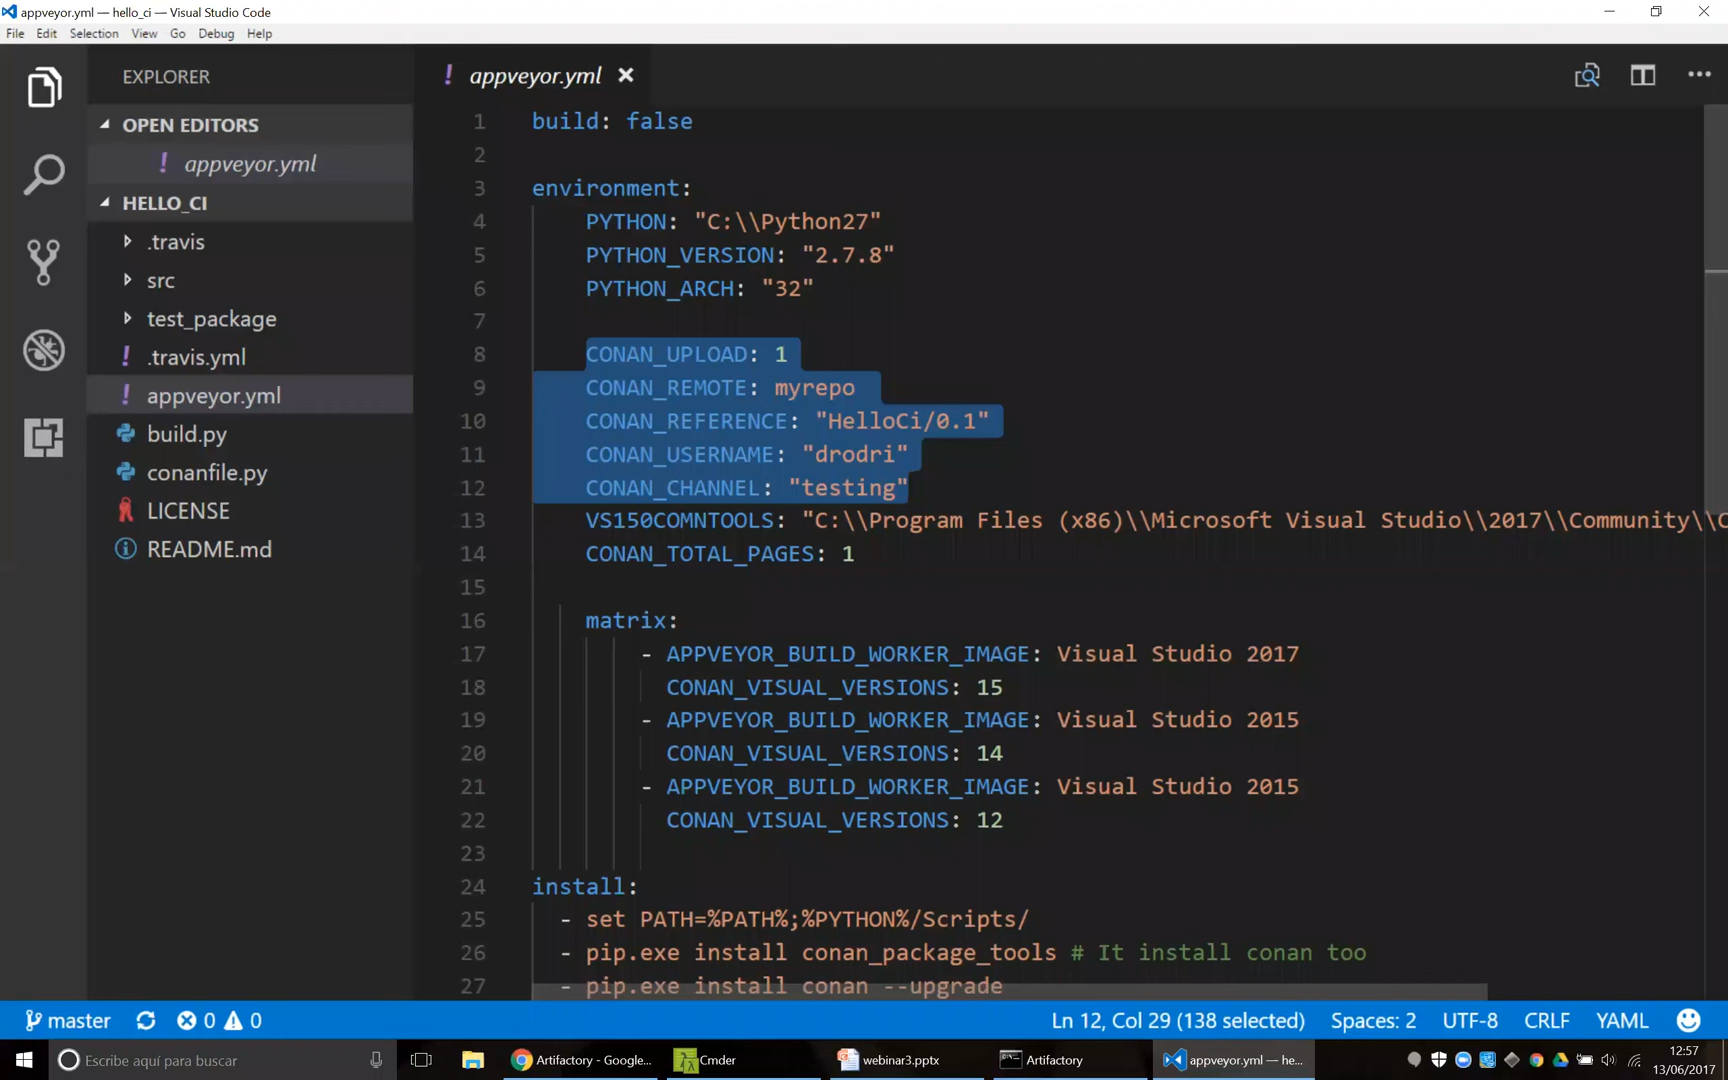 appveyor.yml — hello_ci — Visual Studio Code
File Edit Selection View Go Debug Help
EXPLORER
OPEN EDITORS
! appveyor.yml
HELLO_CI
.travis
src
test_package
! .travis.yml
! appveyor.yml
build.py
conanfile.py
LICENSE
README.md
! appveyor.yml
1 build: false
2
3 environment:
4 PYTHON: "C:\\Python27"
5 PYTHON_VERSION: "2.7.8"
6 PYTHON_ARCH: "32"
7
8 CONAN_UPLOAD: 1
9 CONAN_REMOTE: myrepo
10 CONAN_REFERENCE: "HelloCi/0.1"
11 CONAN_USERNAME: "drodri"
12 CONAN_CHANNEL: "testing"
13 VS150COMNTOOLS: "C:\\Program Files (x86)\\Microsoft Visual Studio\\2017\\Community\\C
14 CONAN_TOTAL_PAGES: 1
15
16 matrix:
17 - APPVEYOR_BUILD_WORKER_IMAGE: Visual Studio 2017
18 CONAN_VISUAL_VERSIONS: 15
19 - APPVEYOR_BUILD_WORKER_IMAGE: Visual Studio 2015
20 CONAN_VISUAL_VERSIONS: 14
21 - APPVEYOR_BUILD_WORKER_IMAGE: Visual Studio 2015
22 CONAN_VISUAL_VERSIONS: 12
23
24 install:
25 - set PATH=%PATH%;%PYTHON%/Scripts/
26 - pip.exe install conan_package_tools # It install conan too
27 - pip.exe install conan --upgrade
master 0 0 Ln 12, Col 29 (138 selected) Spaces: 2 UTF-8 CRLF YAML
Escribe aquí para buscar Artifactory - Google... Cmder webinar3.pptx Artifactory appveyor.yml — he... 12:57
13/06/2017